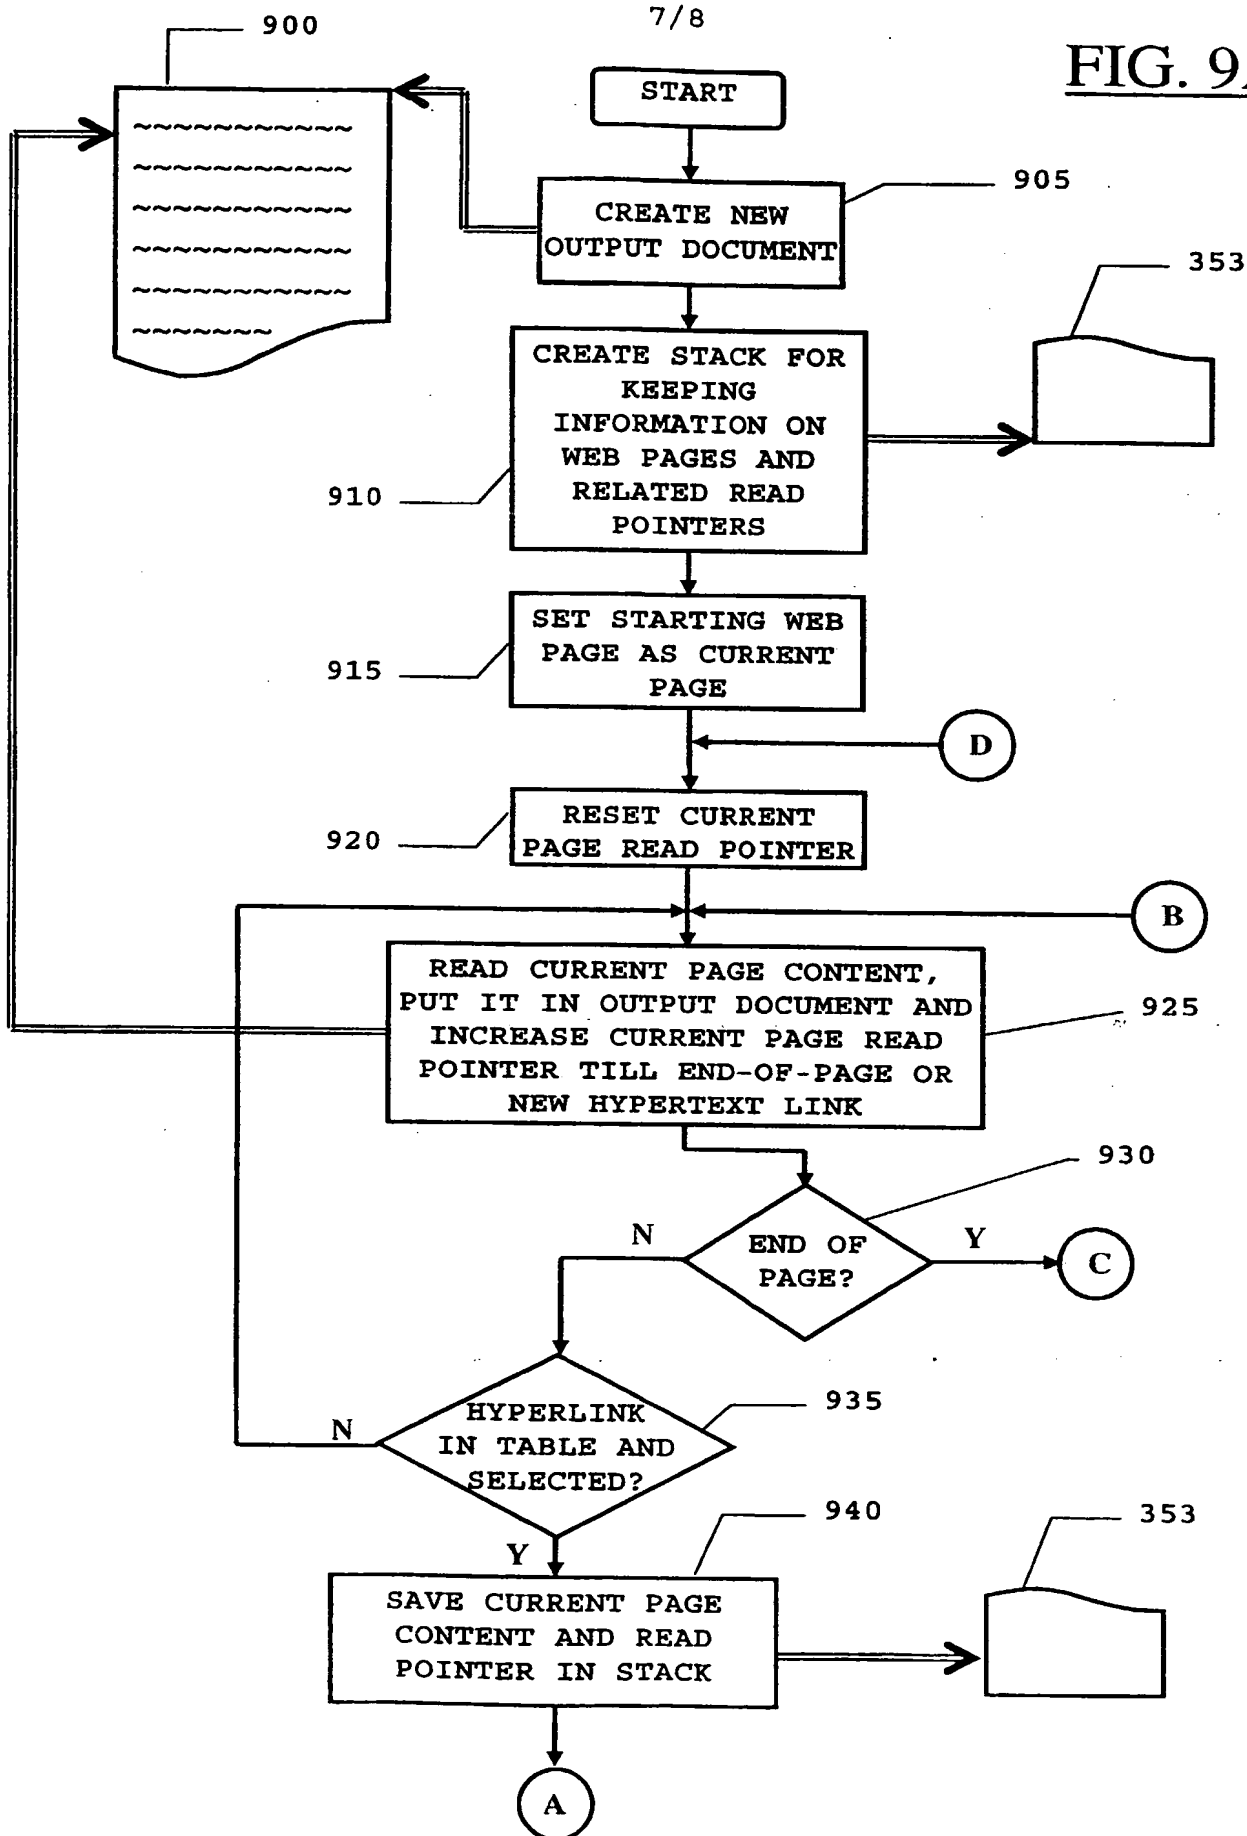 7/8
FIG. 9
900
START
905
CREATE NEW
OUTPUT DOCUMENT
353
CREATE STACK FOR
KEEPING
INFORMATION ON
WEB PAGES AND
RELATED READ
POINTERS
910
SET STARTING WEB
PAGE AS CURRENT
PAGE
915
D
RESET CURRENT
PAGE READ POINTER
920
B
READ CURRENT PAGE CONTENT,
PUT IT IN OUTPUT DOCUMENT AND
INCREASE CURRENT PAGE READ
POINTER TILL END-OF-PAGE OR
NEW HYPERTEXT LINK
925
930
N
END OF
PAGE?
Y
C
935
N
HYPERLINK
IN TABLE AND
SELECTED?
Y
940
353
SAVE CURRENT PAGE
CONTENT AND READ
POINTER IN STACK
A